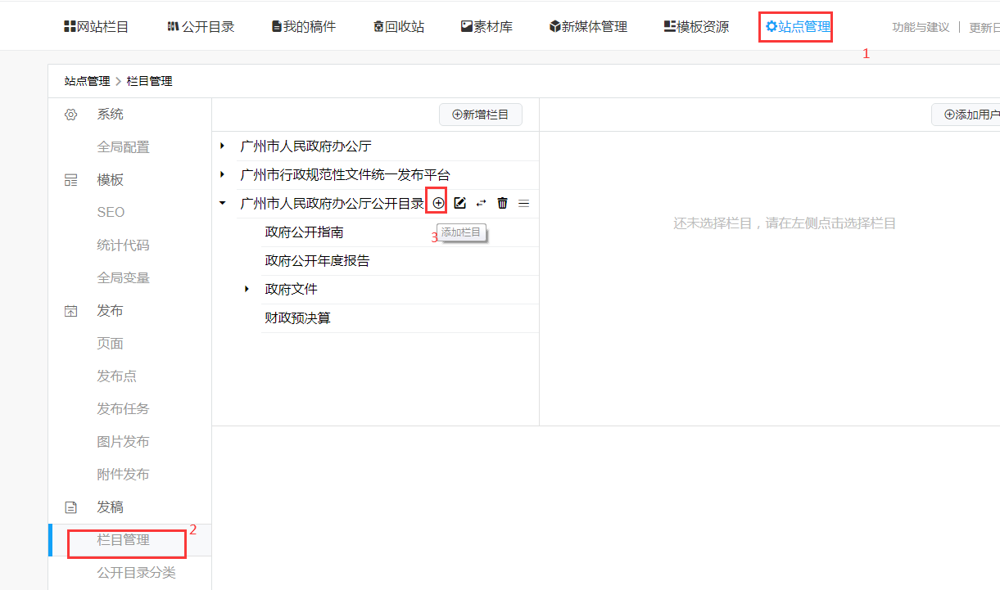 网站栏目 公开目录 我的稿件 回收站 素材库 新媒体管理 模板资源 站点管理 功能与建议 更新日
1
站点管理 > 栏目管理
系统 新增栏目 添加用户
全局配置 广州市人民政府办公厅
模板 广州市行政规范性文件统一发布平台
SEO 广州市人民政府办公厅公开目录
添加栏目
3
还未选择栏目，请在左侧点击选择栏目
统计代码 政府公开指南
全局变量 政府公开年度报告
发布 政府文件
财政预决算
页面
发布点
发布任务
图片发布
附件发布
发稿
2
栏目管理
公开目录分类